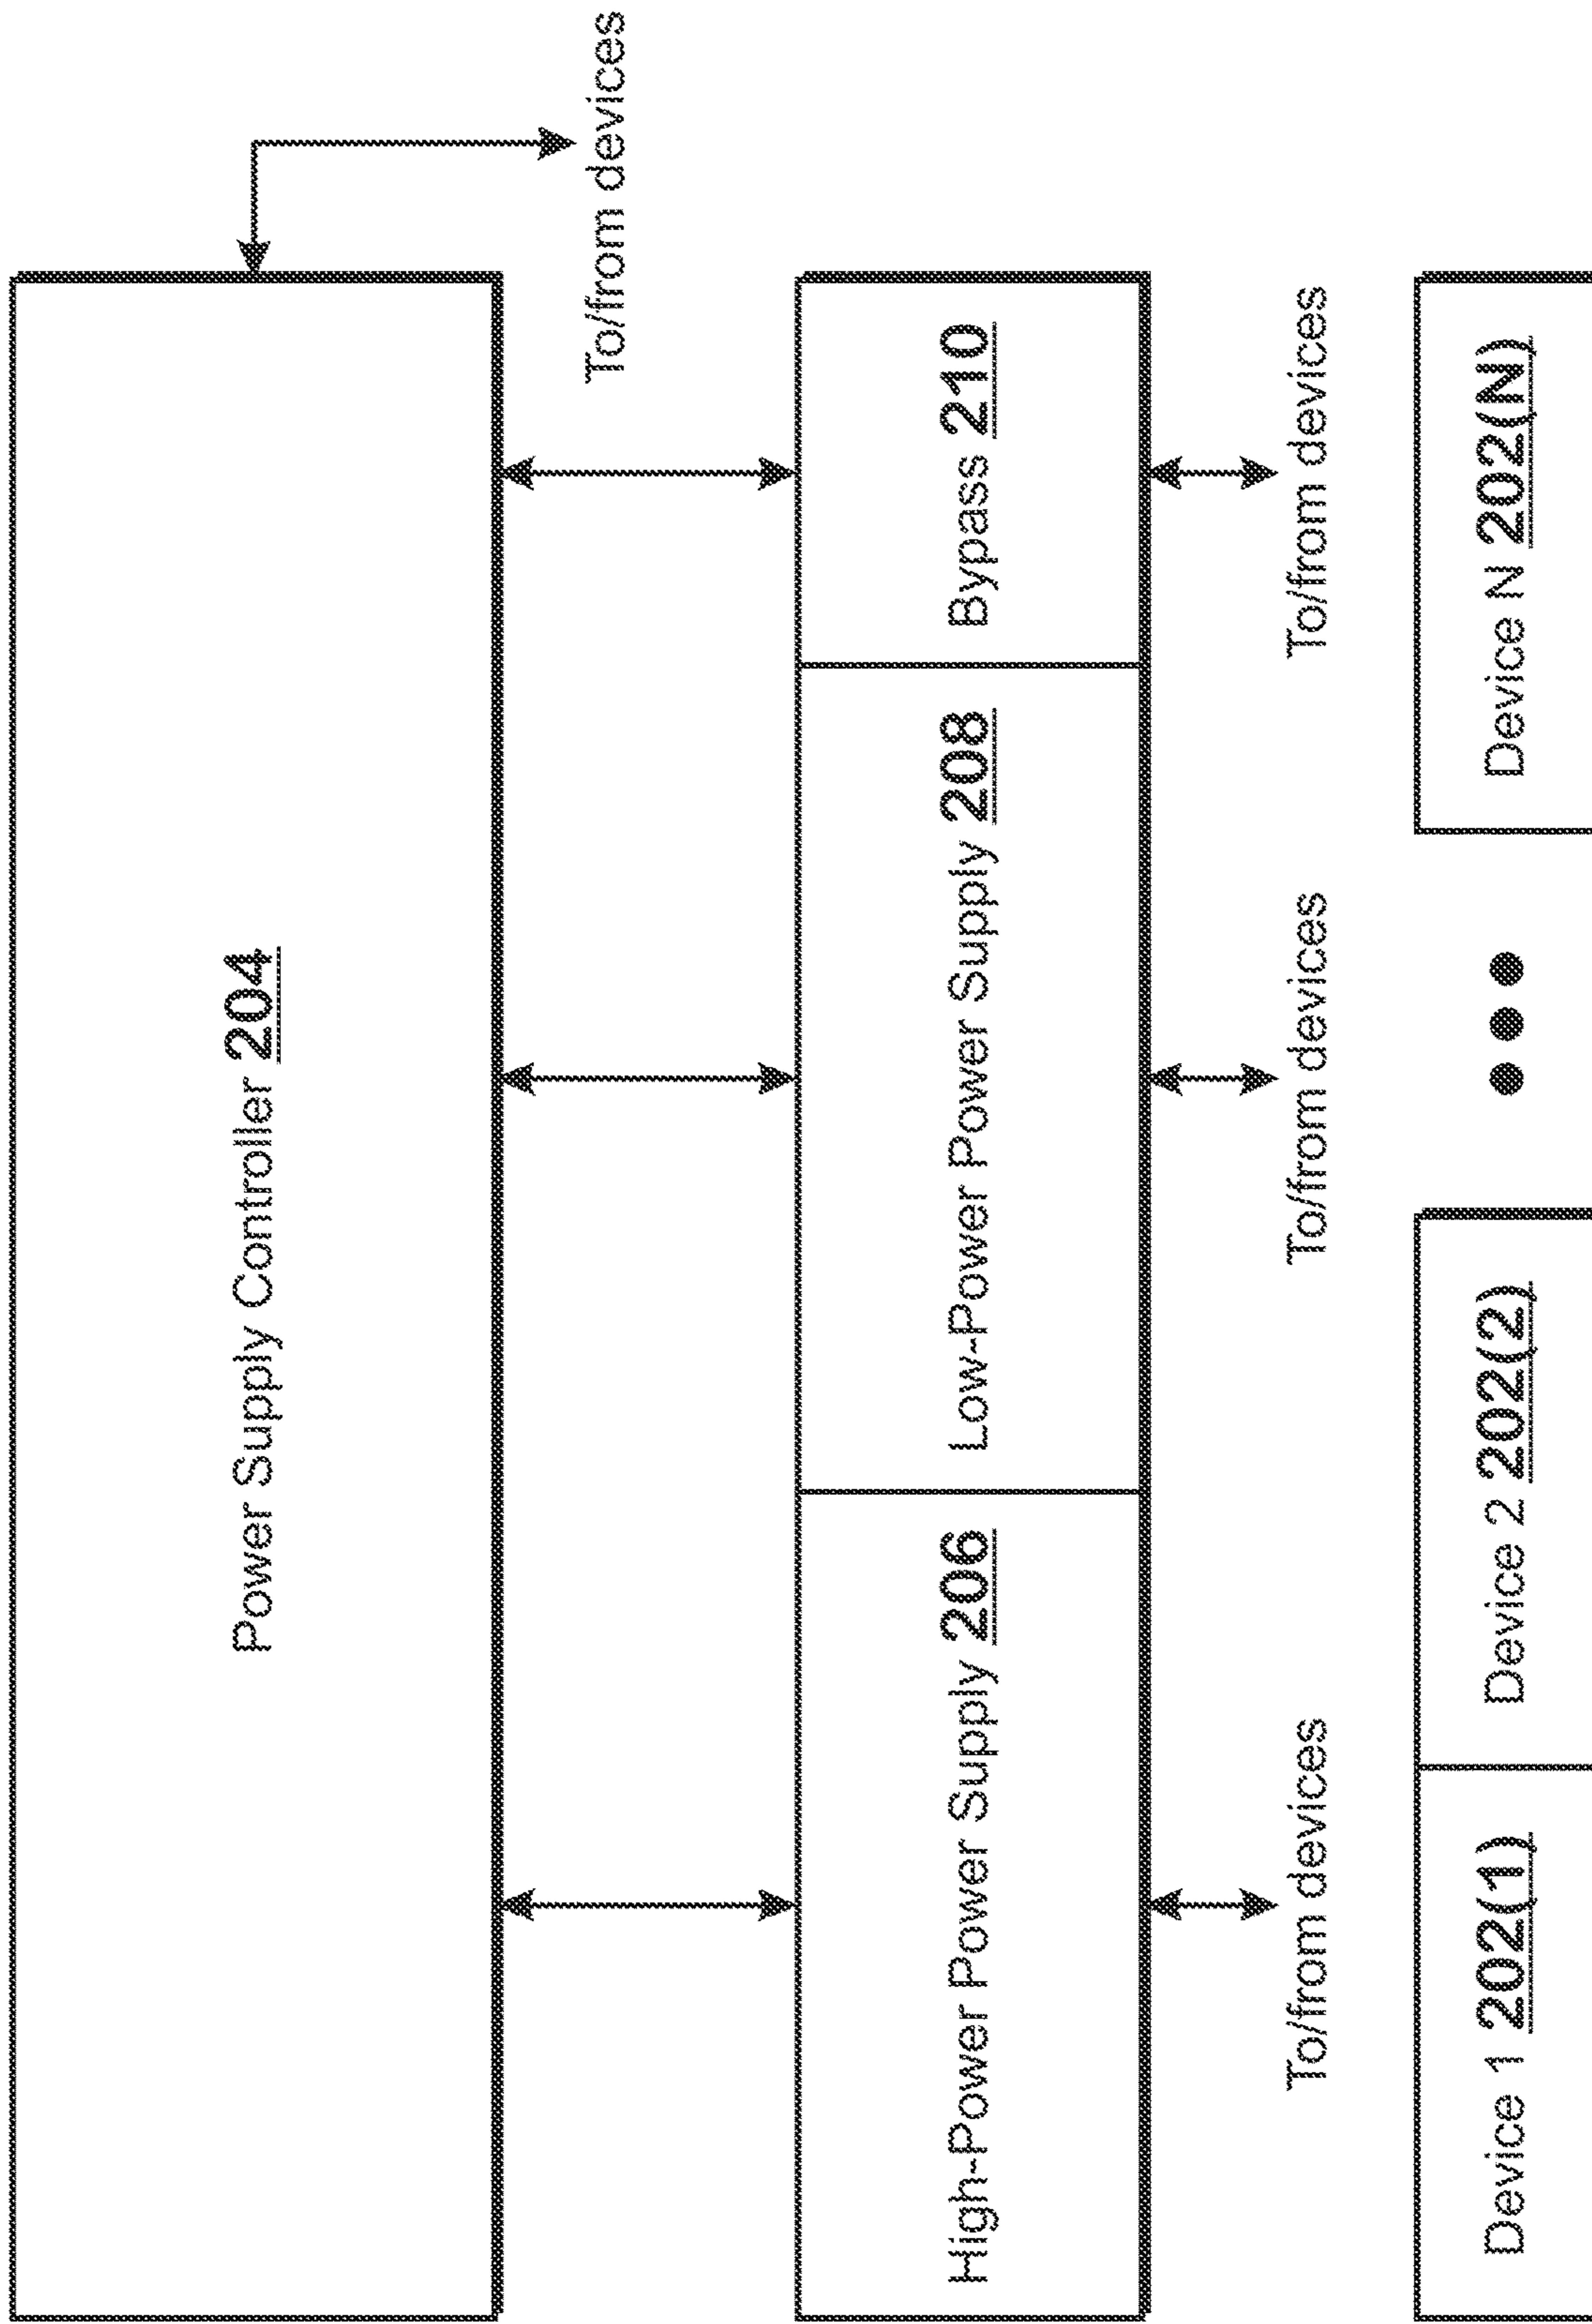 Power Supply Controller 204
To/from devices
High-Power Power Supply 206
Low-Power Power Supply 208
Bypass 210
To/from devices
To/from devices
To/from devices
Device 1 202(1)
Device 2 202(2)
Device N 202(N)